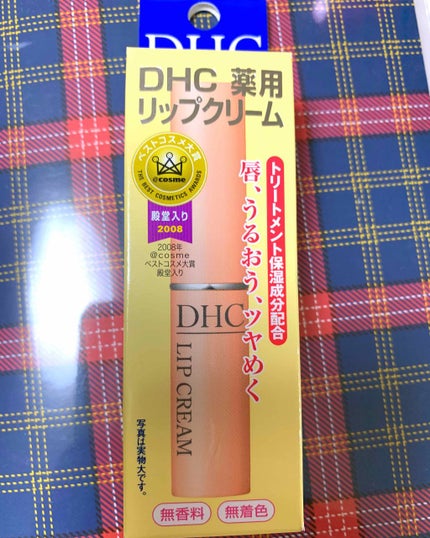 DHC
DHC 薬用
リップクリーム
ベストコスメ大賞
@cosme
THE BEST COSMETICS AWARDS
殿堂入り
2008
2008年
@cosme
ベストコスメ大賞
殿堂入り
トリートメント保湿成分配合
唇、うるおう、ツヤめく
DHC
LIP CREAM
写真は実物大です。
無香料
無着色